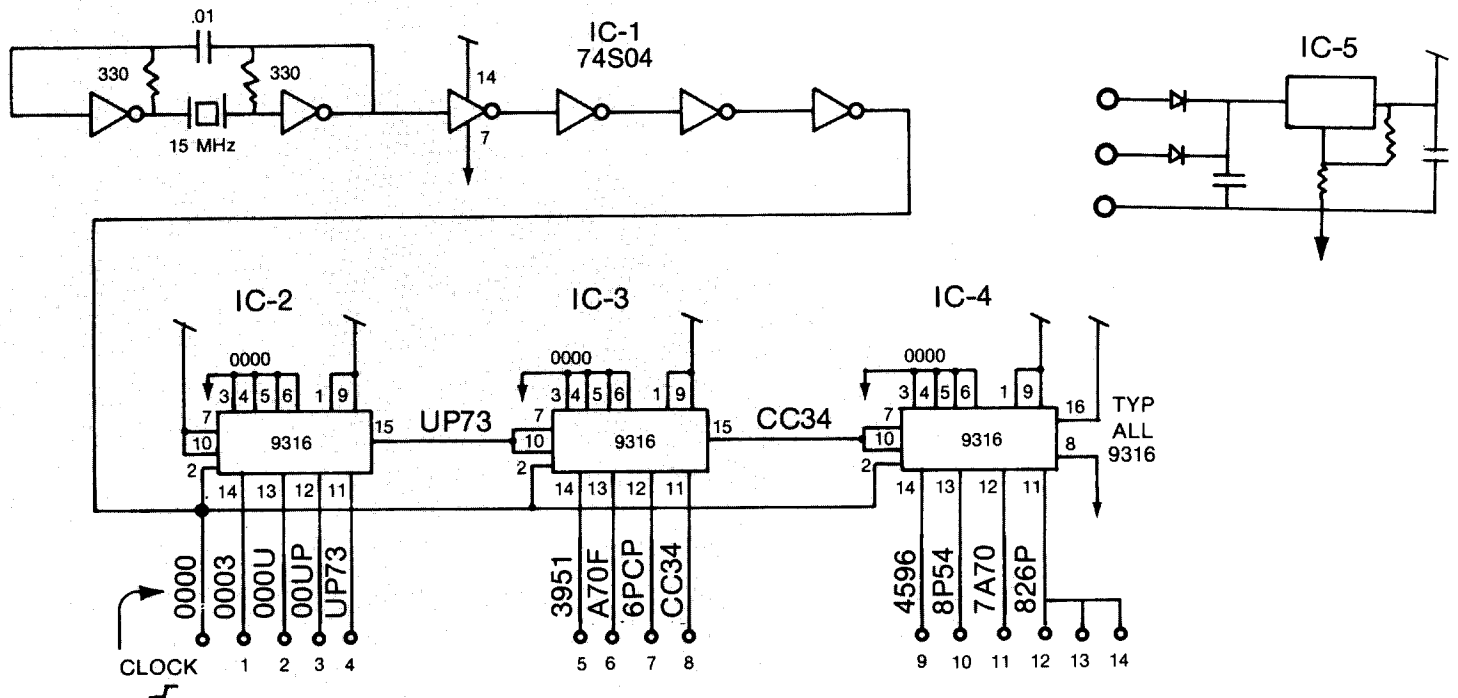 .01
IC-1
74S04
330
330
14
7
15 MHz
IC-5
IC-2
IC-3
IC-4
0000
0000
0000
3 4 5 6 1 9
3 4 5 6 1 9
3 4 5 6 1 9
7
10
2
9316
15
UP73
7
10
2
9316
15
CC34
7
10
2
9316
16
8
TYP
ALL
9316
14 13 12 11
14 13 12 11
14 13 12 11
0000
0003
000U
00UP
UP73
3951
A70F
6PCP
CC34
4596
8P54
7A70
826P
CLOCK
1 2 3 4
5 6 7 8
9 10 11 12 13 14